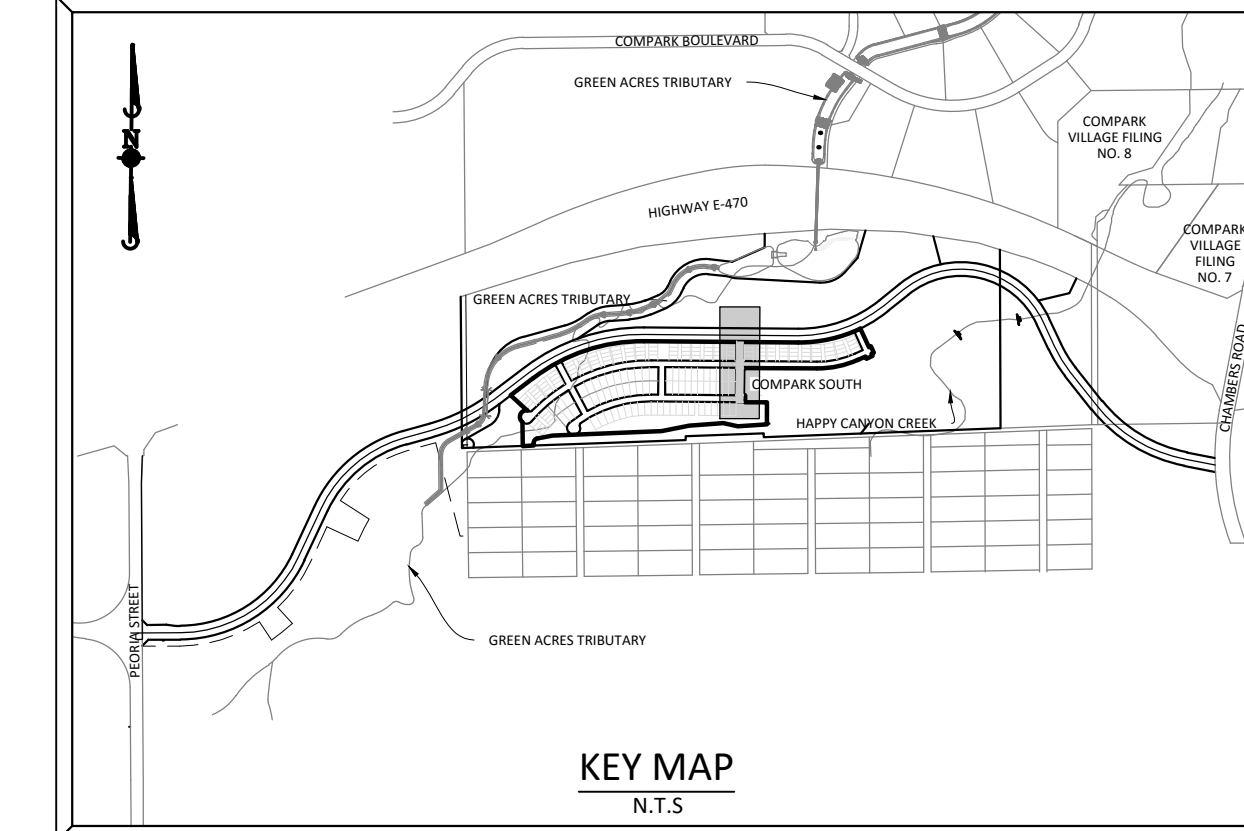 COMPARK BOULEVARD
GREEN ACRES TRIBUTARY
N
COMPARK
VILLAGE FILING
NO. 8
HIGHWAY E-470
COMPARK
VILLAGE
FILING
NO. 7
GREEN ACRES TRIBUTARY
COMPARK SOUTH
HAPPY CANYON CREEK
CHAMBERS ROAD
PEORIA STREET
GREEN ACRES TRIBUTARY
KEY MAP
N.T.S